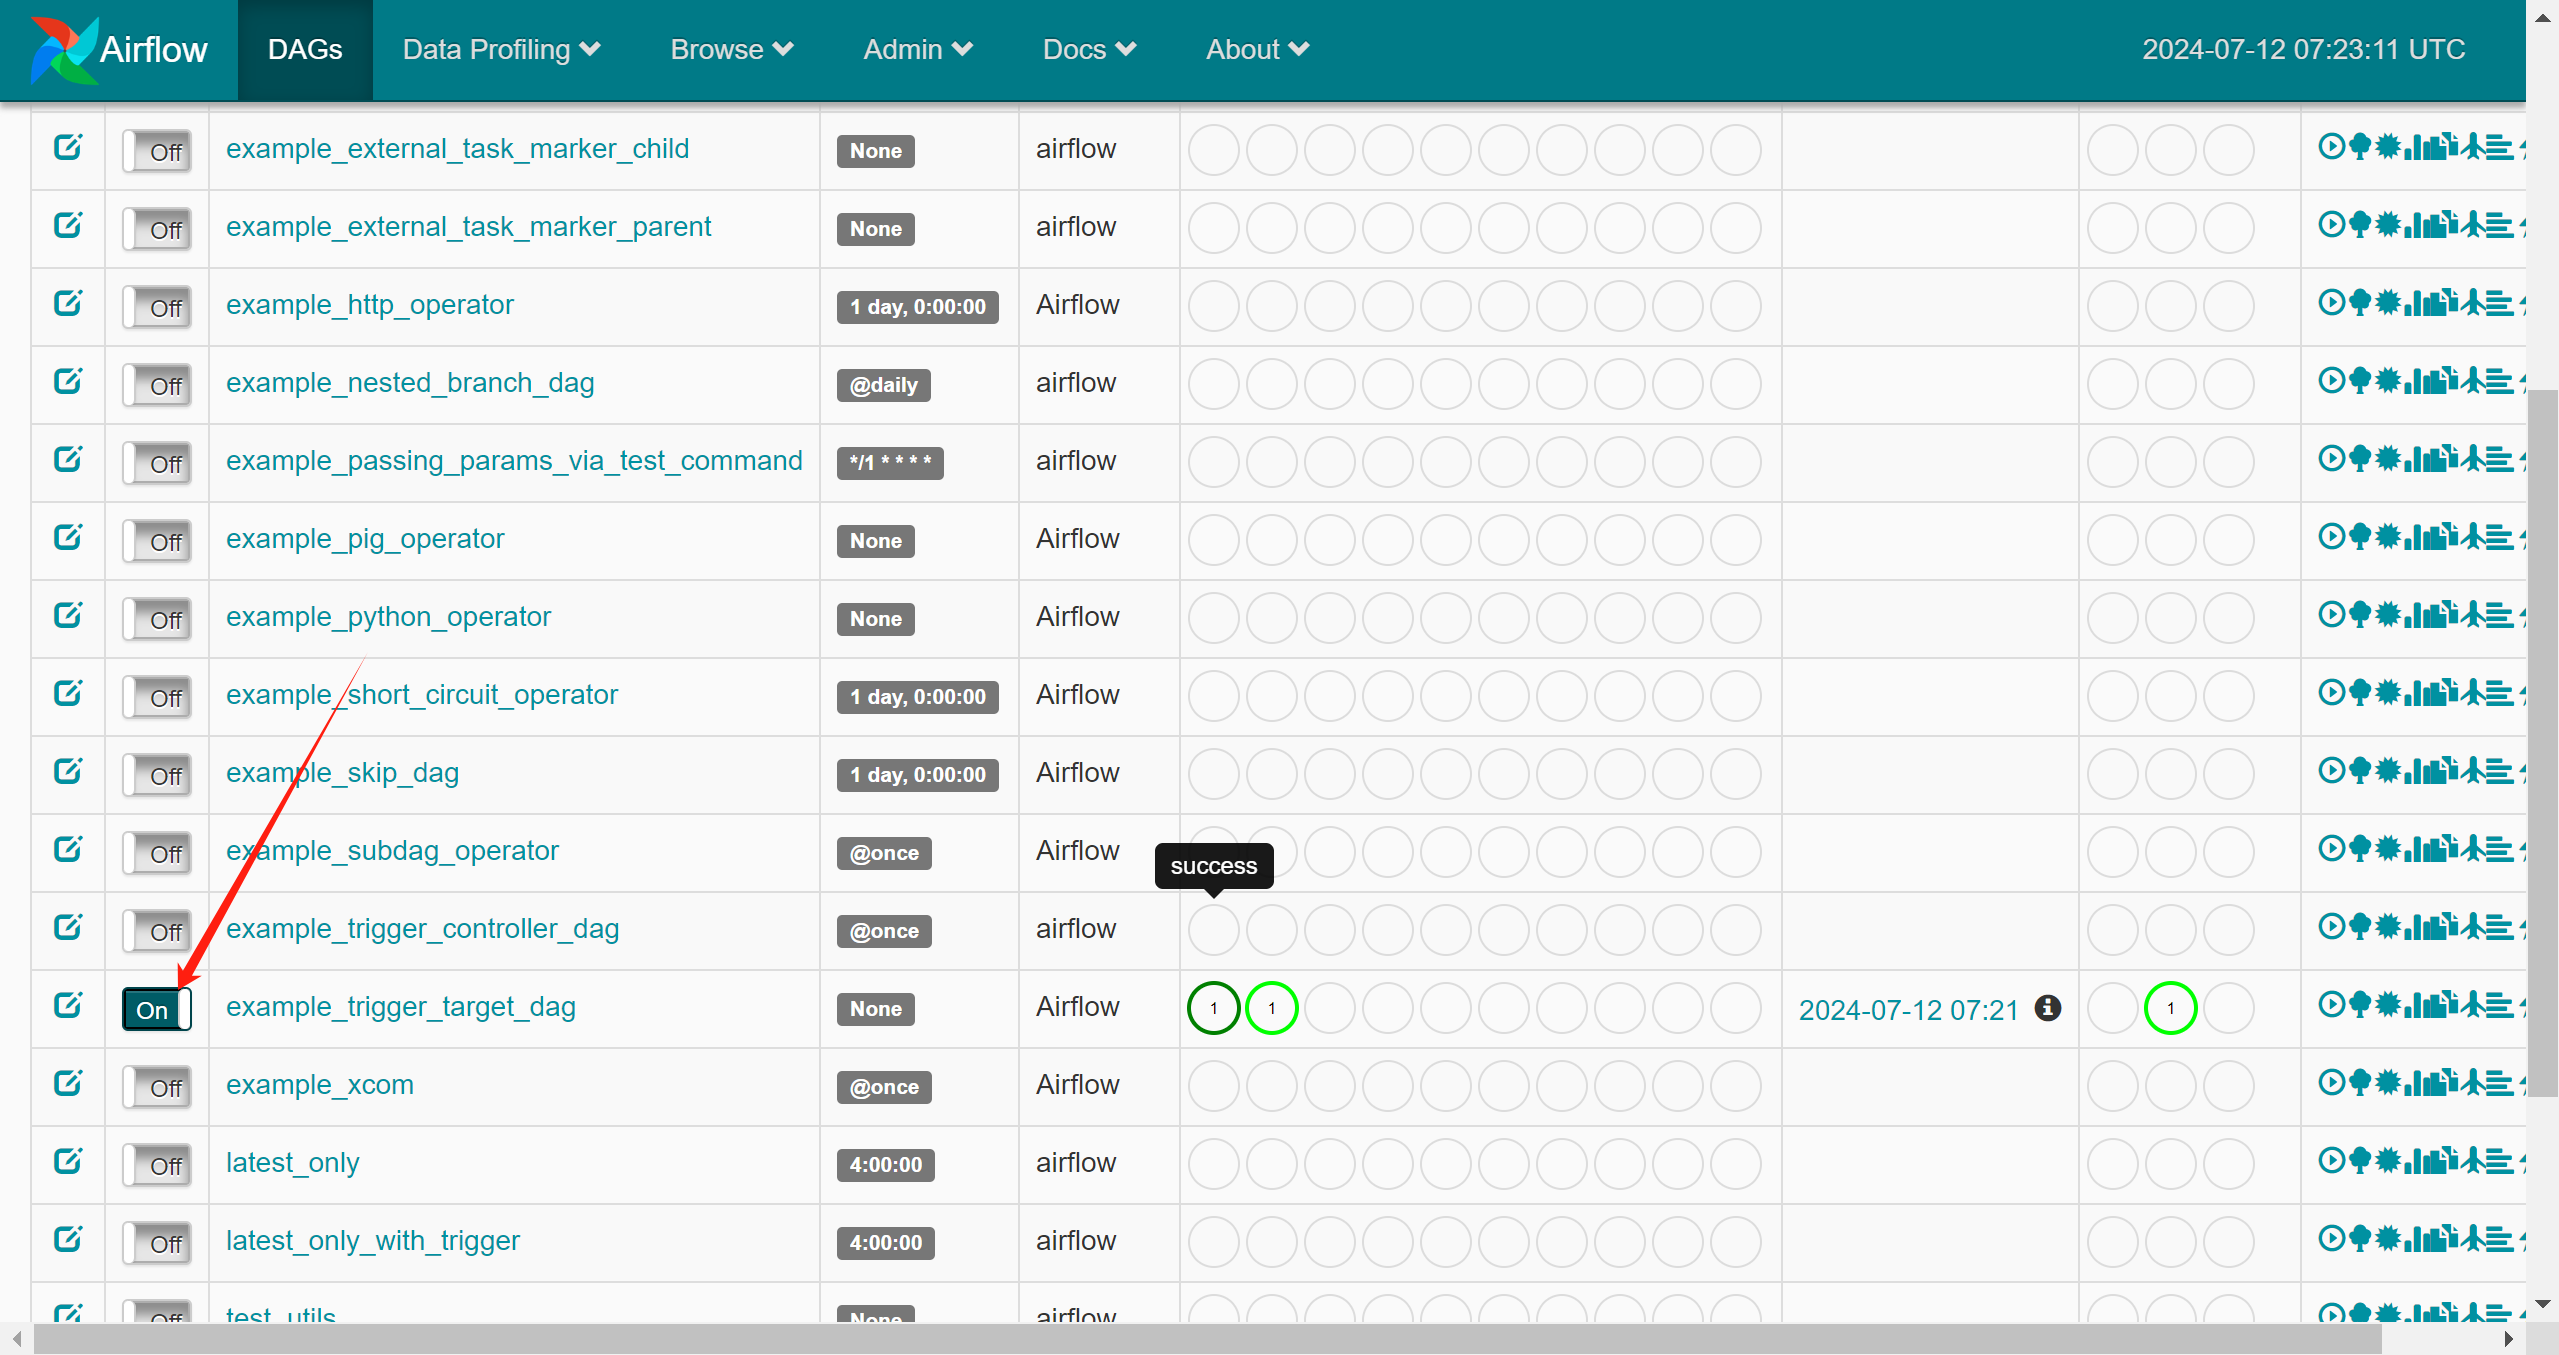 Airflow DAGs Data Profiling Browse Admin Docs About 2024-07-12 07:23:11 UTC
Off example_external_task_marker_child None airflow
Off example_external_task_marker_parent None airflow
Off example_http_operator 1 day, 0:00:00 Airflow
Off example_nested_branch_dag @daily airflow
Off example_passing_params_via_test_command */1 * * * * airflow
Off example_pig_operator None Airflow
Off example_python_operator None Airflow
Off example_short_circuit_operator 1 day, 0:00:00 Airflow
Off example_skip_dag 1 day, 0:00:00 Airflow
Off example_subdag_operator @once Airflow
success
Off example_trigger_controller_dag @once airflow
On example_trigger_target_dag None Airflow 1 1 2024-07-12 07:21 1
Off example_xcom @once Airflow
Off latest_only 4:00:00 airflow
Off latest_only_with_trigger 4:00:00 airflow
Off test_utils None airflow